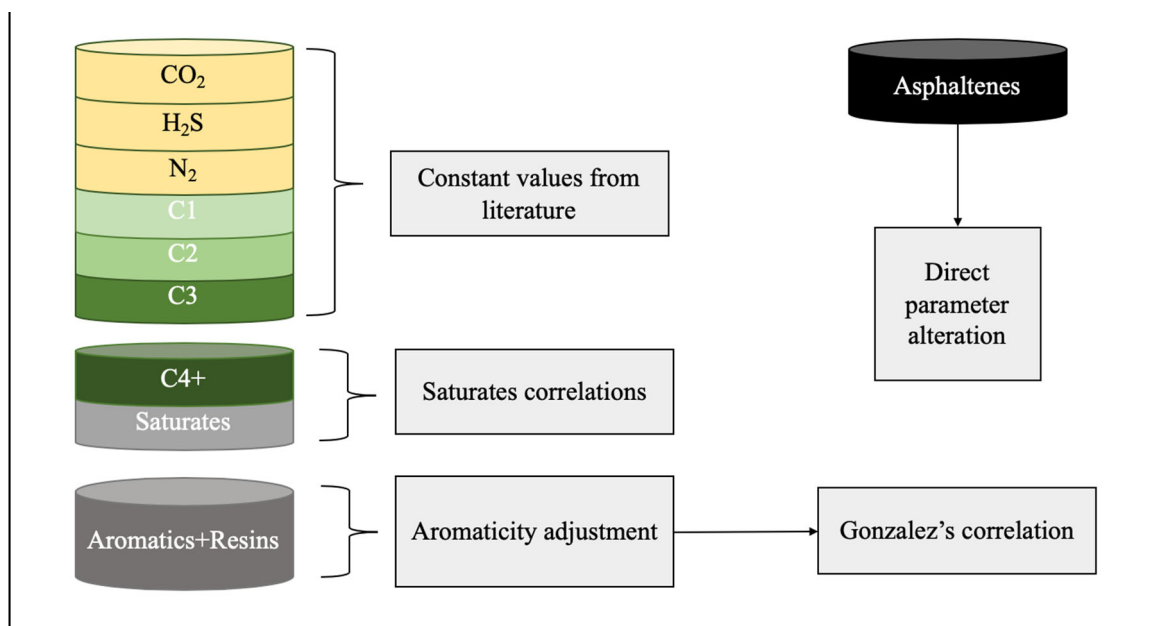 CO₂
H₂S
N₂
C1
C2
C3
Constant values from
literature
Asphaltenes
Direct
parameter
alteration
C4+
Saturates
Saturates correlations
Aromatics+Resins
Aromaticity adjustment
Gonzalez’s correlation